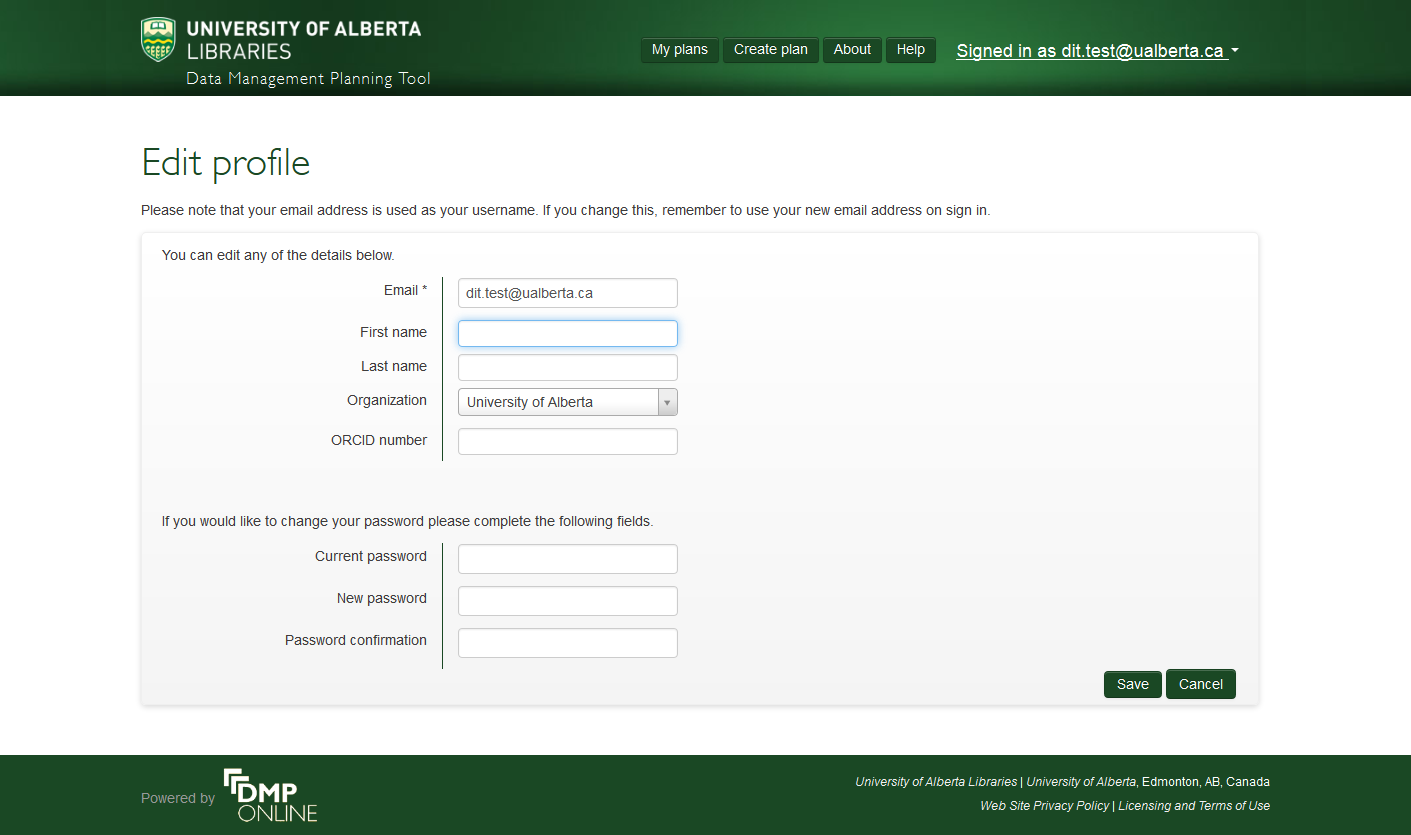 UNIVERSITY OF ALBERTA
LIBRARIES
Data Management Planning Tool
My plans Create plan About Help Signed in as dit.test@ualberta.ca
Edit profile
Please note that your email address is used as your username. If you change this, remember to use your new email address on sign in.
You can edit any of the details below.
Email * dit.test@ualberta.ca
First name
Last name
Organization University of Alberta
ORCID number
If you would like to change your password please complete the following fields.
Current password
New password
Password confirmation
Save Cancel
Powered by DMP ONLINE
University of Alberta Libraries | University of Alberta, Edmonton, AB, Canada
Web Site Privacy Policy | Licensing and Terms of Use